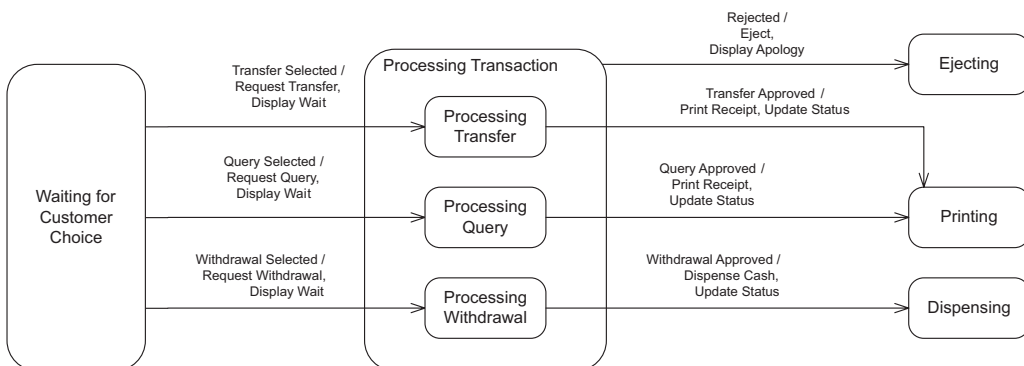 Waiting for
Customer
Choice
Transfer Selected /
Request Transfer,
Display Wait
Query Selected /
Request Query,
Display Wait
Withdrawal Selected /
Request Withdrawal,
Display Wait
Processing Transaction
Processing
Transfer
Processing
Query
Processing
Withdrawal
Rejected /
Eject,
Display Apology
Transfer Approved /
Print Receipt, Update Status
Query Approved /
Print Receipt,
Update Status
Withdrawal Approved /
Dispense Cash,
Update Status
Ejecting
Printing
Dispensing